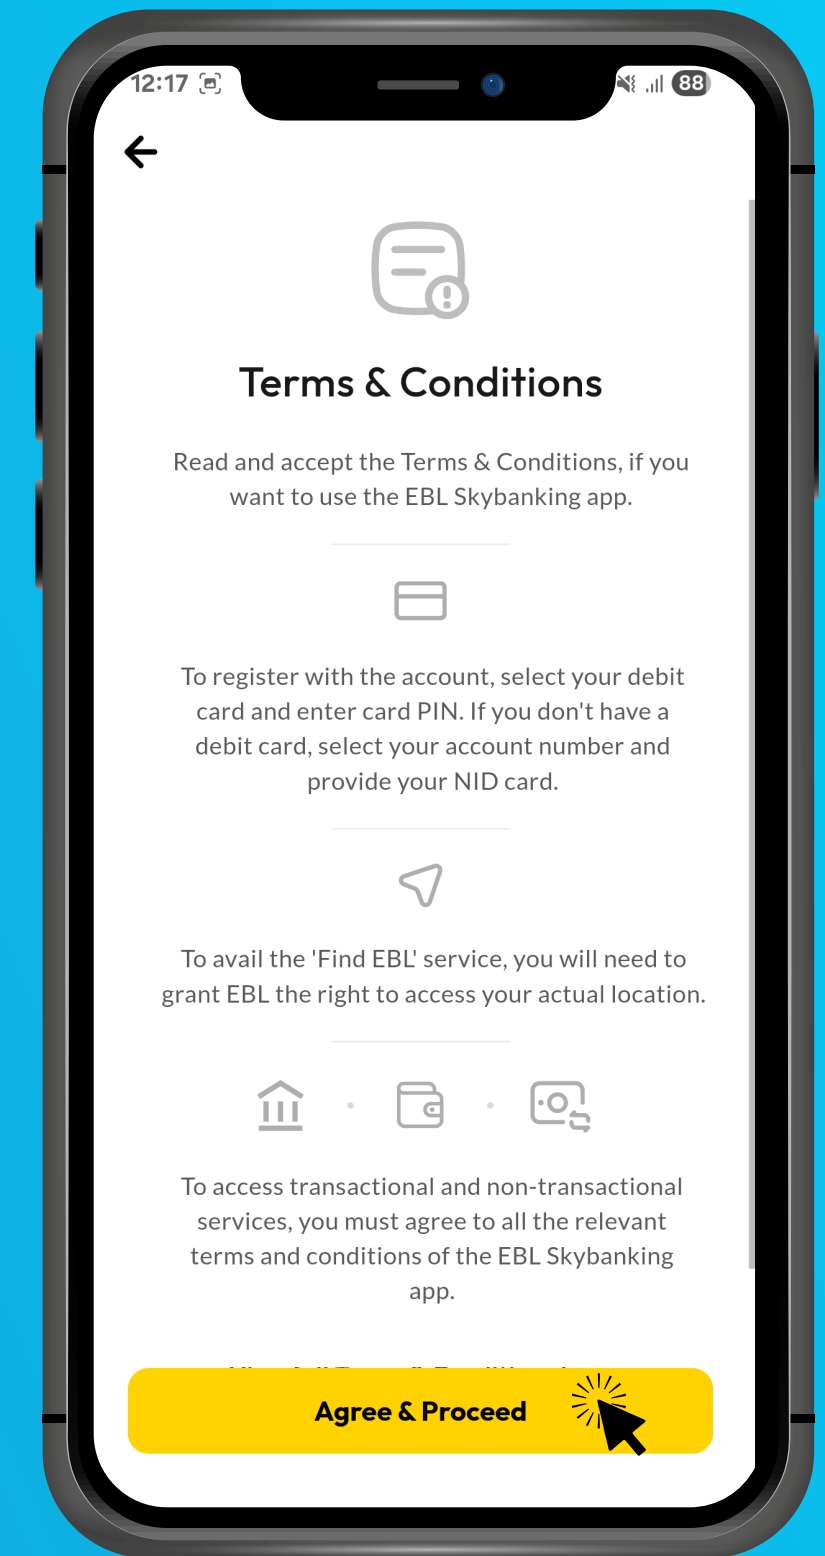 12:17
88
Terms & Conditions
Read and accept the Terms & Conditions, if you
want to use the EBL Skybanking app.
To register with the account, select your debit
card and enter card PIN. If you don't have a
debit card, select your account number and
provide your NID card.
To avail the 'Find EBL' service, you will need to
grant EBL the right to access your actual location.
To access transactional and non-transactional
services, you must agree to all the relevant
terms and conditions of the EBL Skybanking
app.
Agree & Proceed